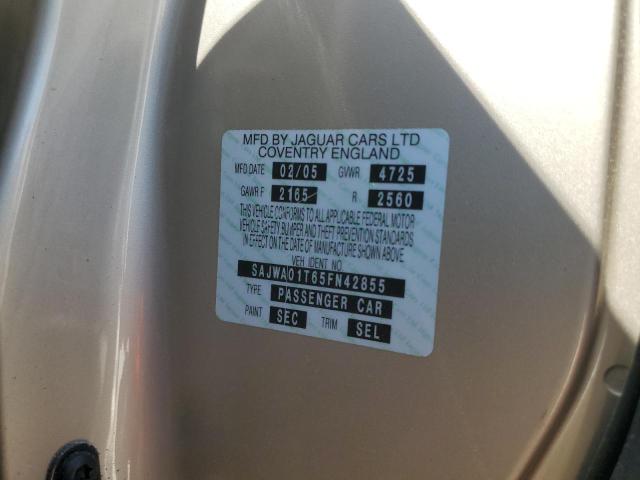 MFD BY JAGUAR CARS LTD
COVENTRY ENGLAND
MFD DATE 02/05 GVWR 4725
GAWR F 2165 R 2560
THIS VEHICLE CONFORMS TO ALL APPLICABLE FEDERAL MOTOR
VEHICLE SAFETY, BUMPER AND THEFT PREVENTION STANDARDS
IN EFFECT ON THE DATE OF MANUFACTURE SHOWN ABOVE.
VEH IDENT NO
SAJWA01T65FN42855
TYPE PASSENGER CAR
PAINT SEC TRIM SEL